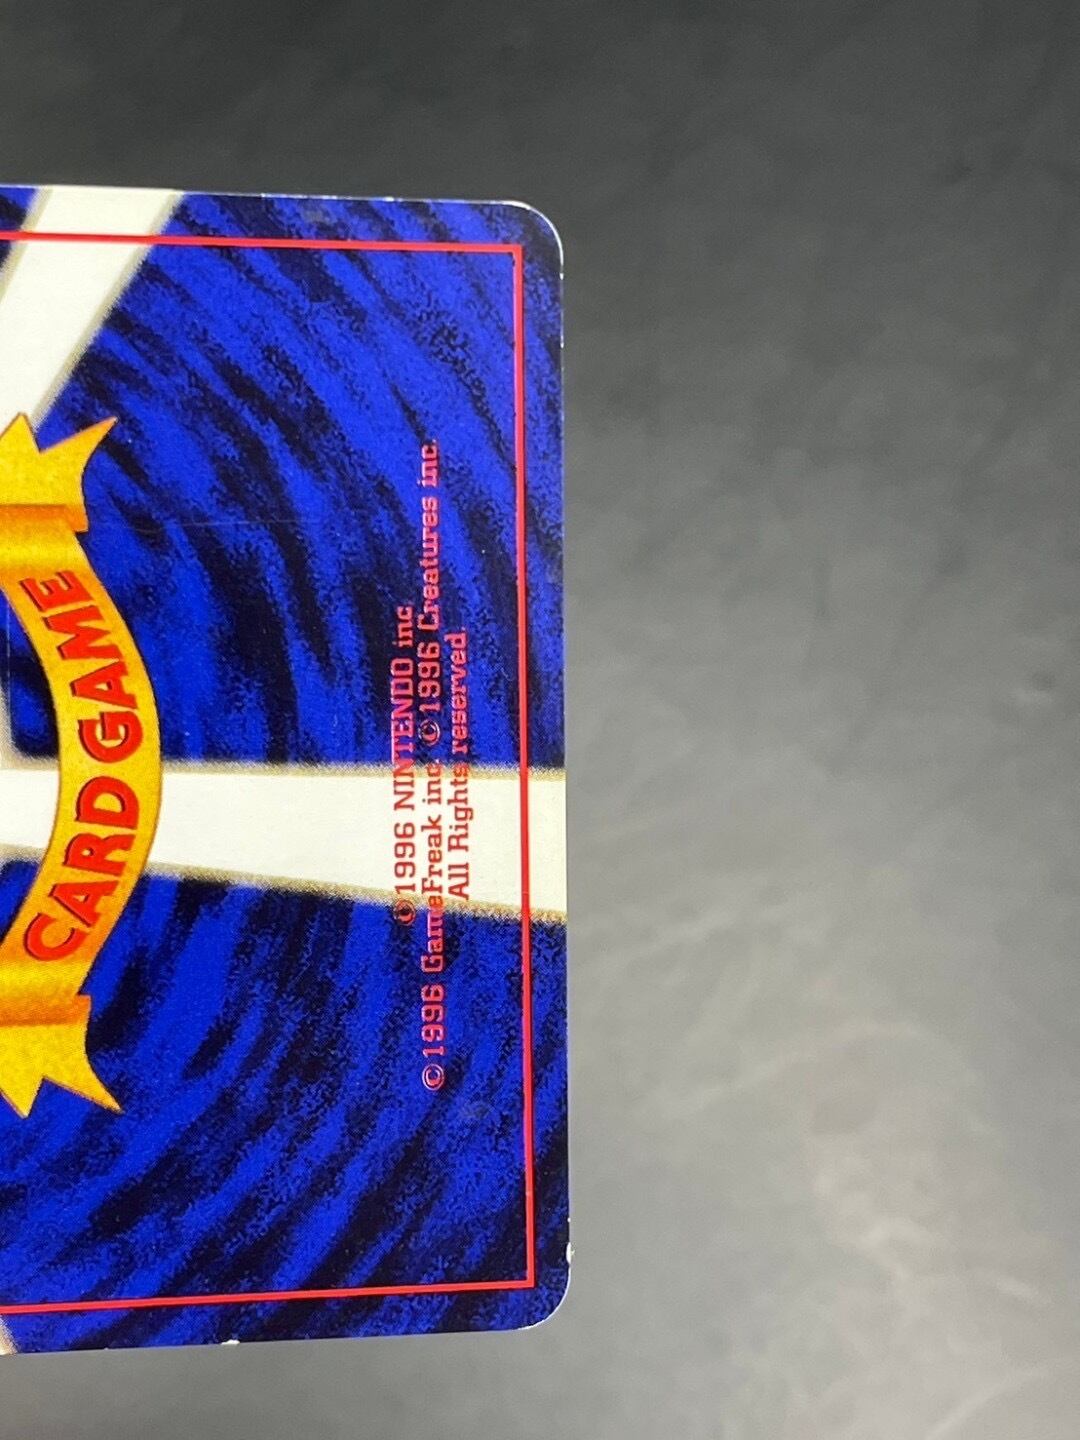 CARD GAME
©1996 NINTENDO inc
©1996 GameFreak inc. ©1996 Creatures inc.
All Rights reserved.